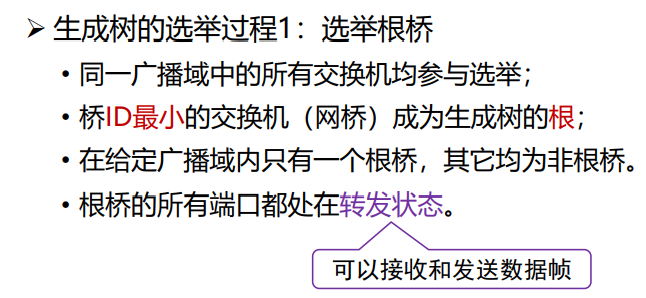 ➢ 生成树的选举过程1：选举根桥
• 同一广播域中的所有交换机均参与选举；
• 桥ID最小的交换机（网桥）成为生成树的根；
• 在给定广播域内只有一个根桥，其它均为非根桥。
• 根桥的所有端口都处在转发状态。
可以接收和发送数据帧